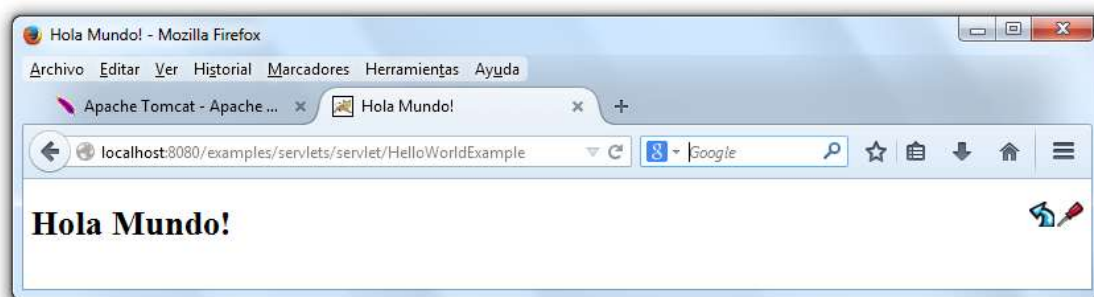 Hola Mundo! - Mozilla Firefox
Archivo Editar Ver Historial Marcadores Herramientas Ayuda
Apache Tomcat - Apache ... × Hola Mundo! × +
localhost:8080/examples/servlets/servlet/HelloWorldExample 8 Google
Hola Mundo!